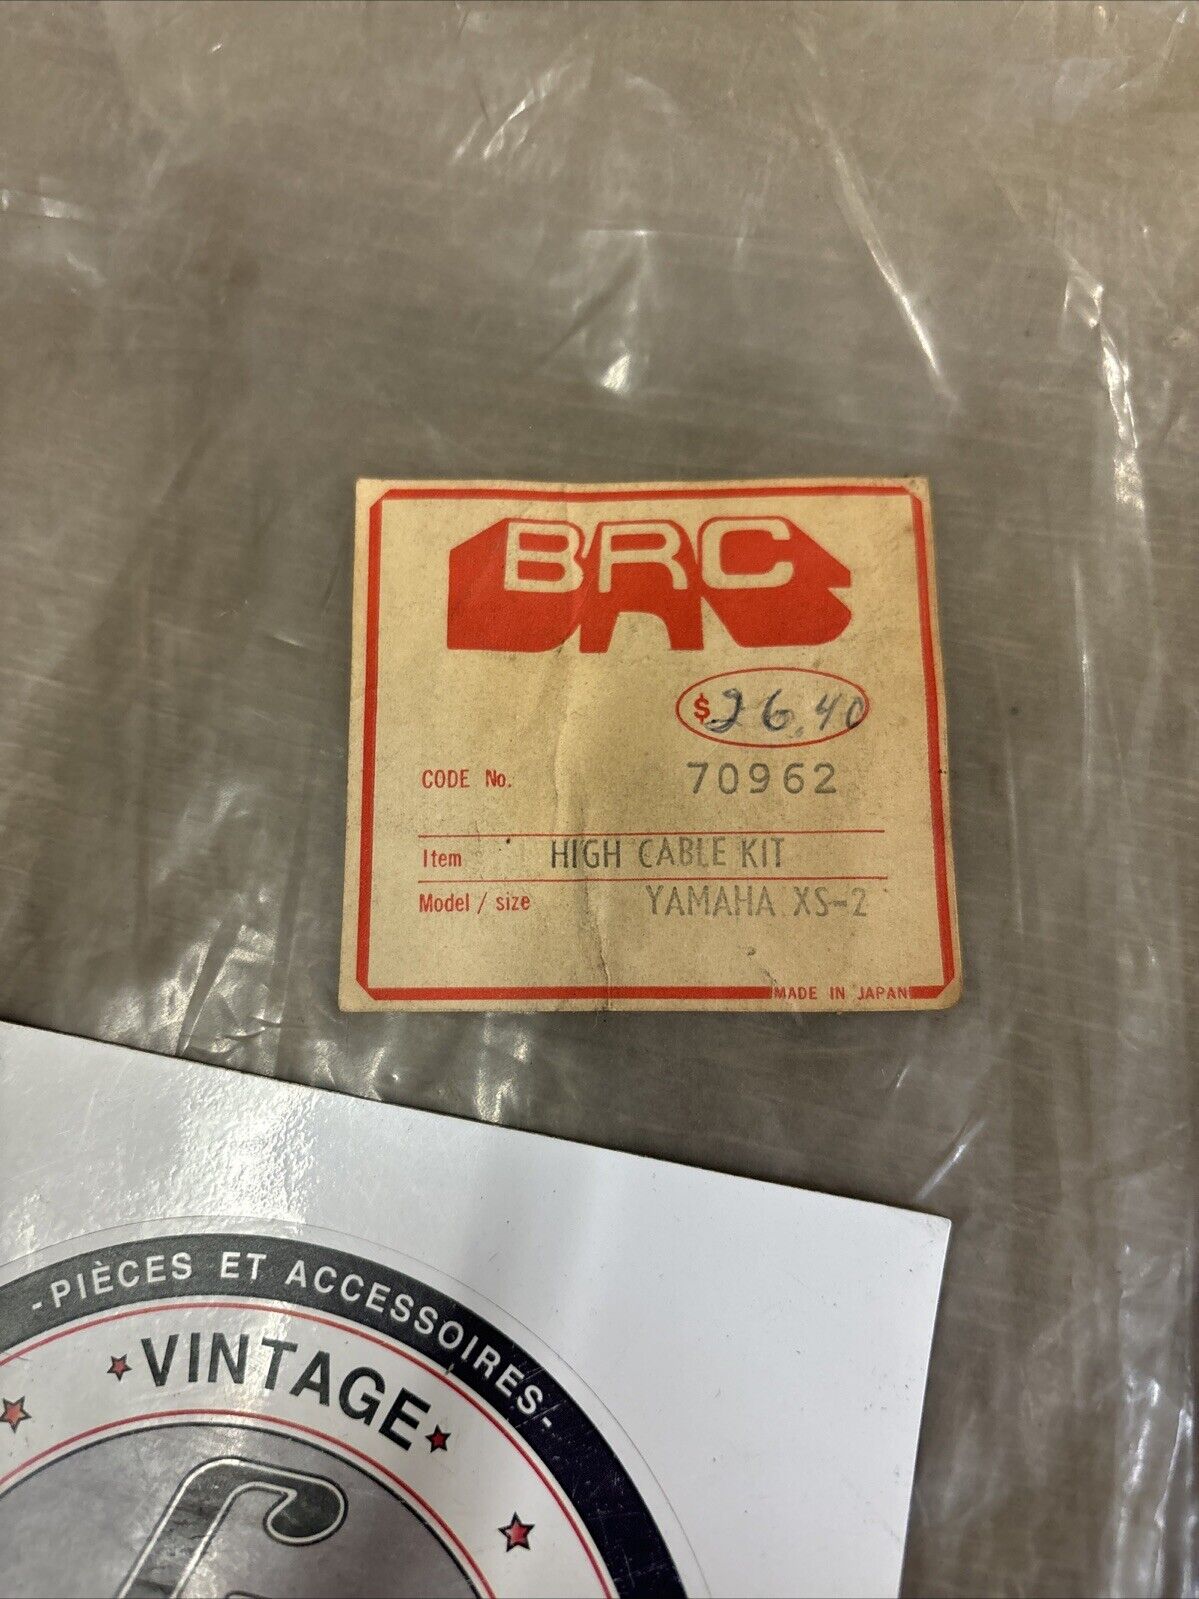 BRC
$26.40
CODE No. 70962
Item HIGH CABLE KIT
Model / size YAMAHA XS-2
MADE IN JAPAN
-PIÈCES ET ACCESSOIRES-
VINTAGE